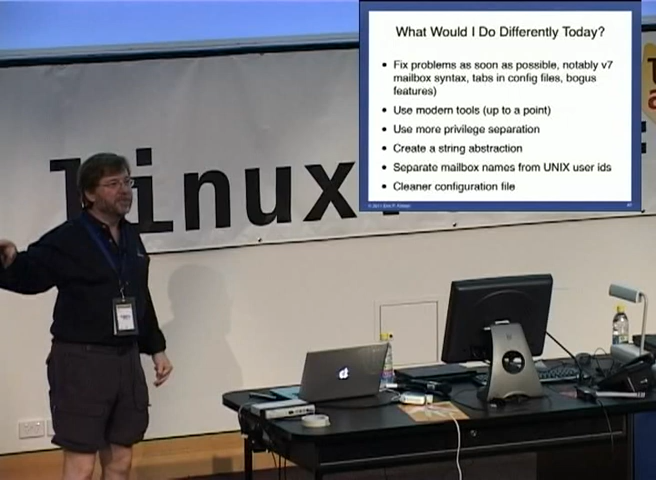 What Would I Do Differently Today?
• Fix problems as soon as possible, notably v7
mailbox syntax, tabs in config files, bogus
features)
• Use modern tools (up to a point)
• Use more privilege separation
• Create a string abstraction
• Separate mailbox names from UNIX user ids
• Cleaner configuration file
linux